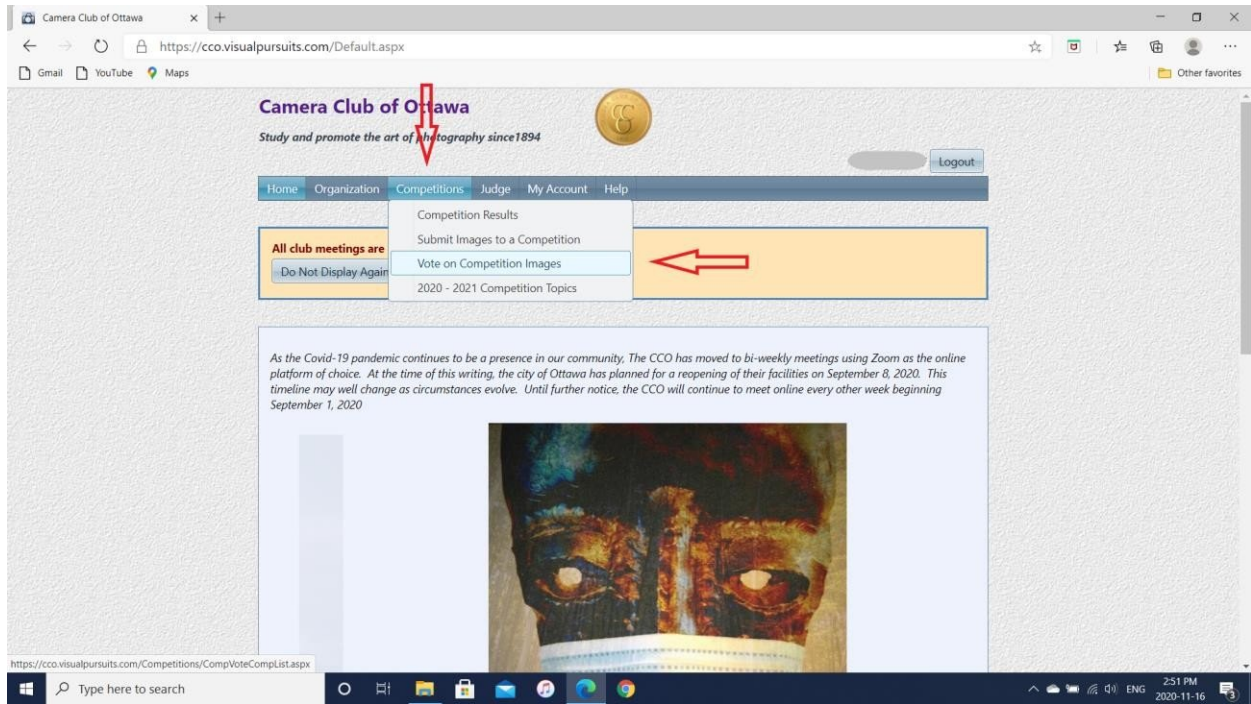 Camera Club of Ottawa
https://cco.visualpursuits.com/Default.aspx
Gmail YouTube Maps Other favorites
Camera Club of Ottawa
Study and promote the art of photography since1894
Logout
Home Organization Competitions Judge My Account Help
Competition Results
Submit Images to a Competition
Vote on Competition Images
2020 - 2021 Competition Topics
All club meetings are
Do Not Display Again
As the Covid-19 pandemic continues to be a presence in our community, The CCO has moved to bi-weekly meetings using Zoom as the online
platform of choice. At the time of this writing, the city of Ottawa has planned for a reopening of their facilities on September 8, 2020. This
timeline may well change as circumstances evolve. Until further notice, the CCO will continue to meet online every other week beginning
September 1, 2020
https://cco.visualpursuits.com/Competitions/CompVoteCompList.aspx
Type here to search
ENG
2:51 PM
2020-11-16
3